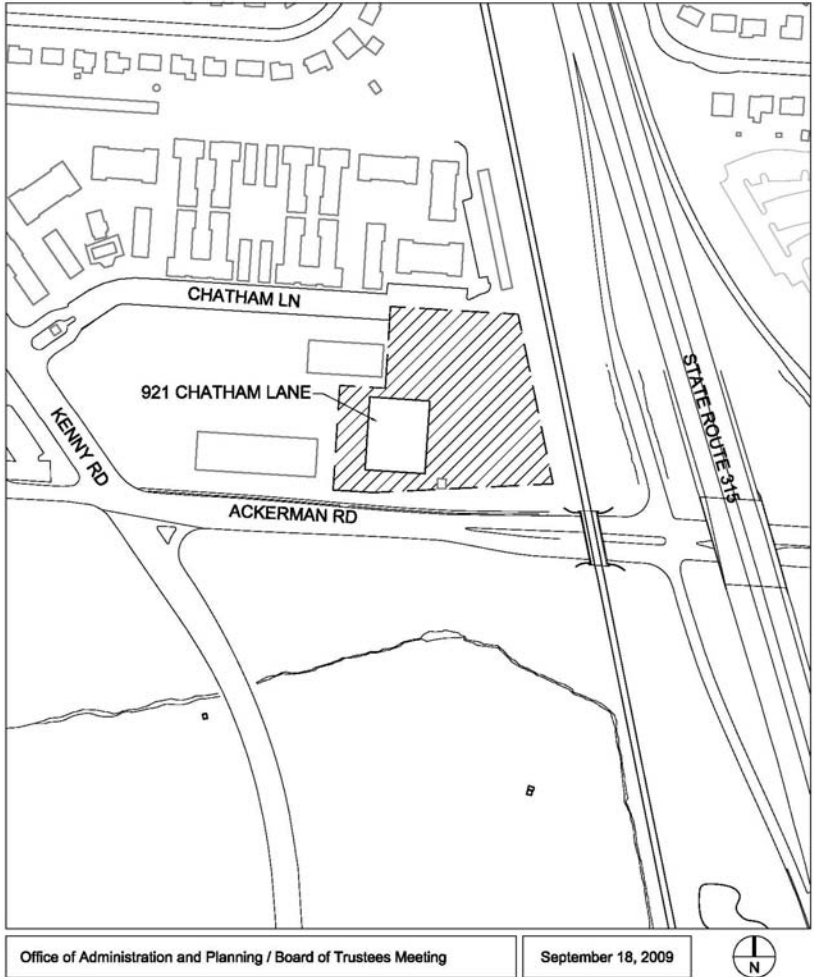 CHATHAM LN
921 CHATHAM LANE
KENNY RD
STATE ROUTE 315
ACKERMAN RD
Office of Administration and Planning / Board of Trustees Meeting
September 18, 2009
N